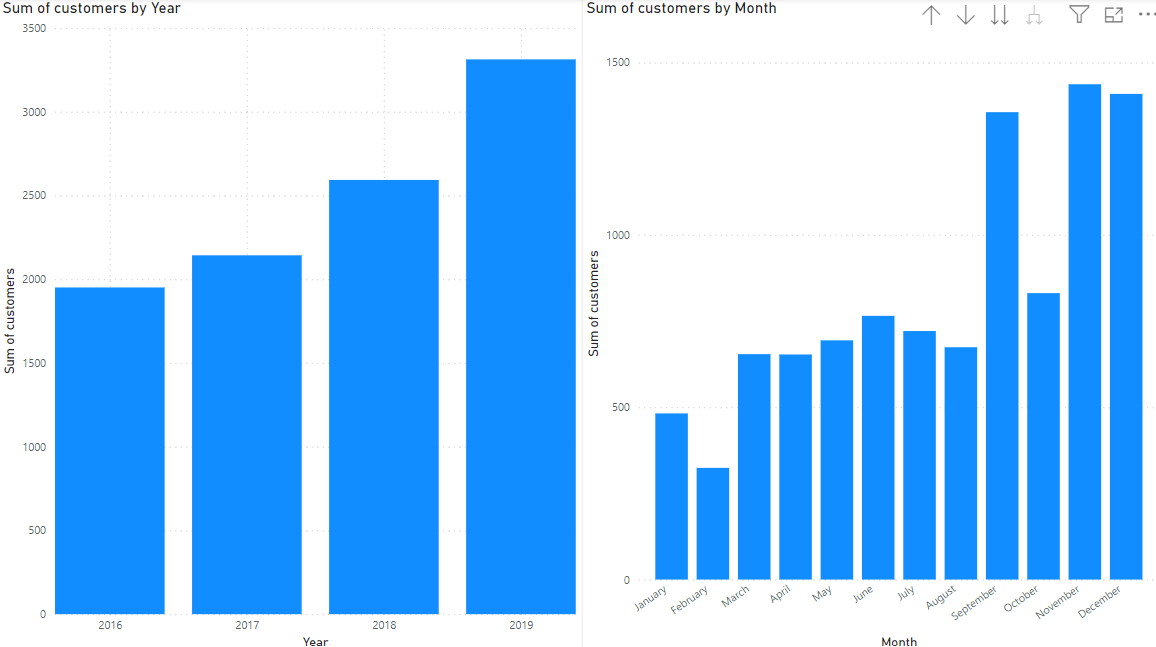 Sum of customers by Year
3500
3000
2500
2000
1500
1000
500
0
Sum of customers
2016 2017 2018 2019
Year
Sum of customers by Month
1500
1000
500
0
Sum of customers
January February March April May June July August September October November December
Month